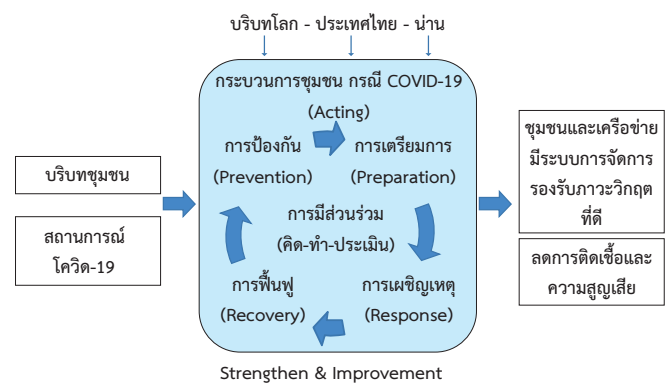 บริบทโลก - ประเทศไทย - น่าน
กระบวนการชุมชน กรณี COVID-19
(Acting)
การป้องกัน
(Prevention)
การเตรียมการ
(Preparation)
การมีส่วนร่วม
(คิด-ทำ-ประเมิน)
การฟื้นฟู
(Recovery)
การเผชิญเหตุ
(Response)
บริบทชุมชน
สถานการณ์
โควิด-19
ชุมชนและเครือข่าย
มีระบบการจัดการ
รองรับภาวะวิกฤต
ที่ดี
ลดการติดเชื้อและ
ความสูญเสีย
Strengthen & Improvement